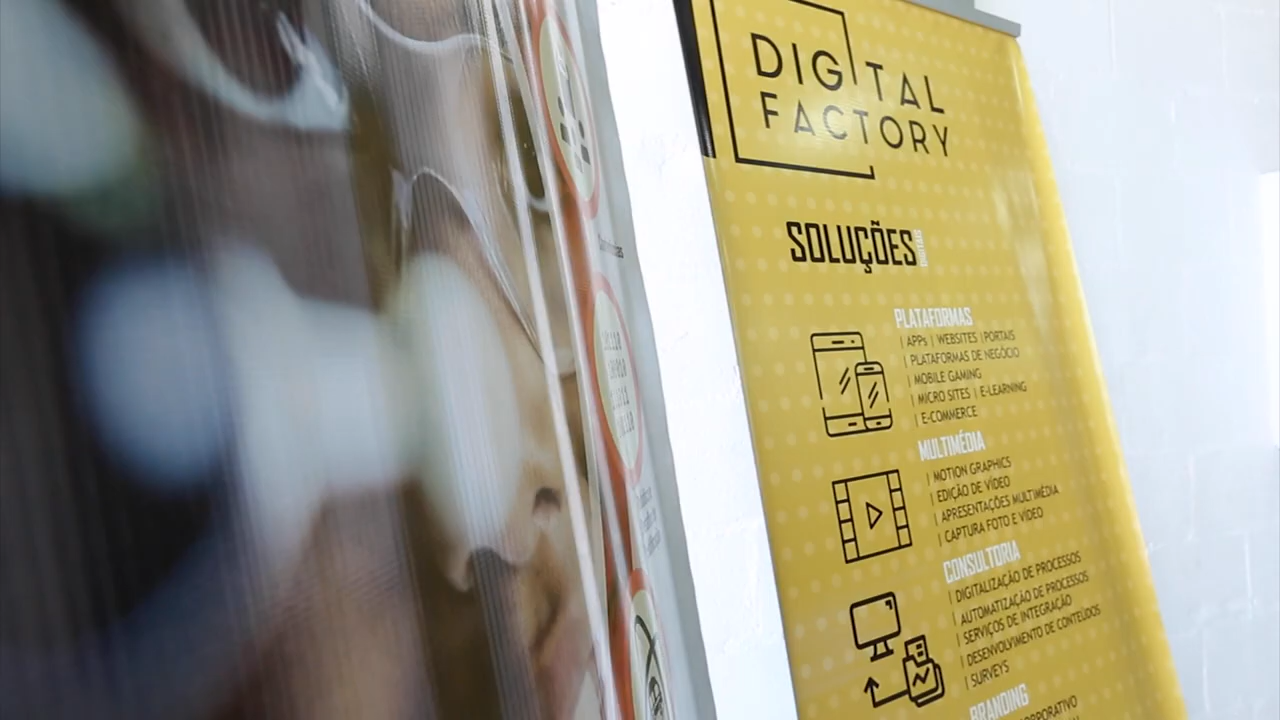 DIGITAL
FACTORY
SOLUÇÕES
PLATAFORMAS
| APPs | WEBSITES | PORTAIS
| PLATAFORMAS DE NEGÓCIO
| MOBILE GAMING
| MICRO SITES | E-LEARNING
| E-COMMERCE
MULTIMÉDIA
| MOTION GRAPHICS
| EDIÇÃO DE VÍDEO
| APRESENTAÇÕES MULTIMÉDIA
| CAPTURA FOTO E VÍDEO
CONSULTORIA
| DIGITALIZAÇÃO DE PROCESSOS
| AUTOMATIZAÇÃO DE PROCESSOS
| SERVIÇOS DE INTEGRAÇÃO
| DESENVOLVIMENTO DE CONTEÚDOS
| SURVEYS
BRANDING